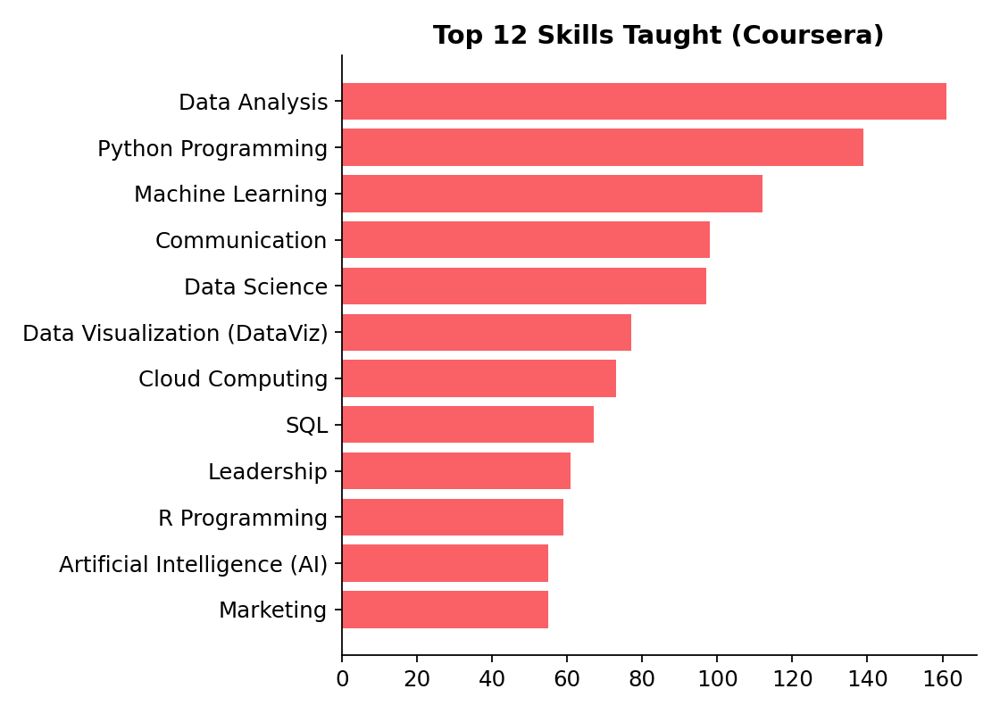 Top 12 Skills Taught (Coursera)
Data Analysis
Python Programming
Machine Learning
Communication
Data Science
Data Visualization (DataViz)
Cloud Computing
SQL
Leadership
R Programming
Artificial Intelligence (AI)
Marketing
0 20 40 60 80 100 120 140 160